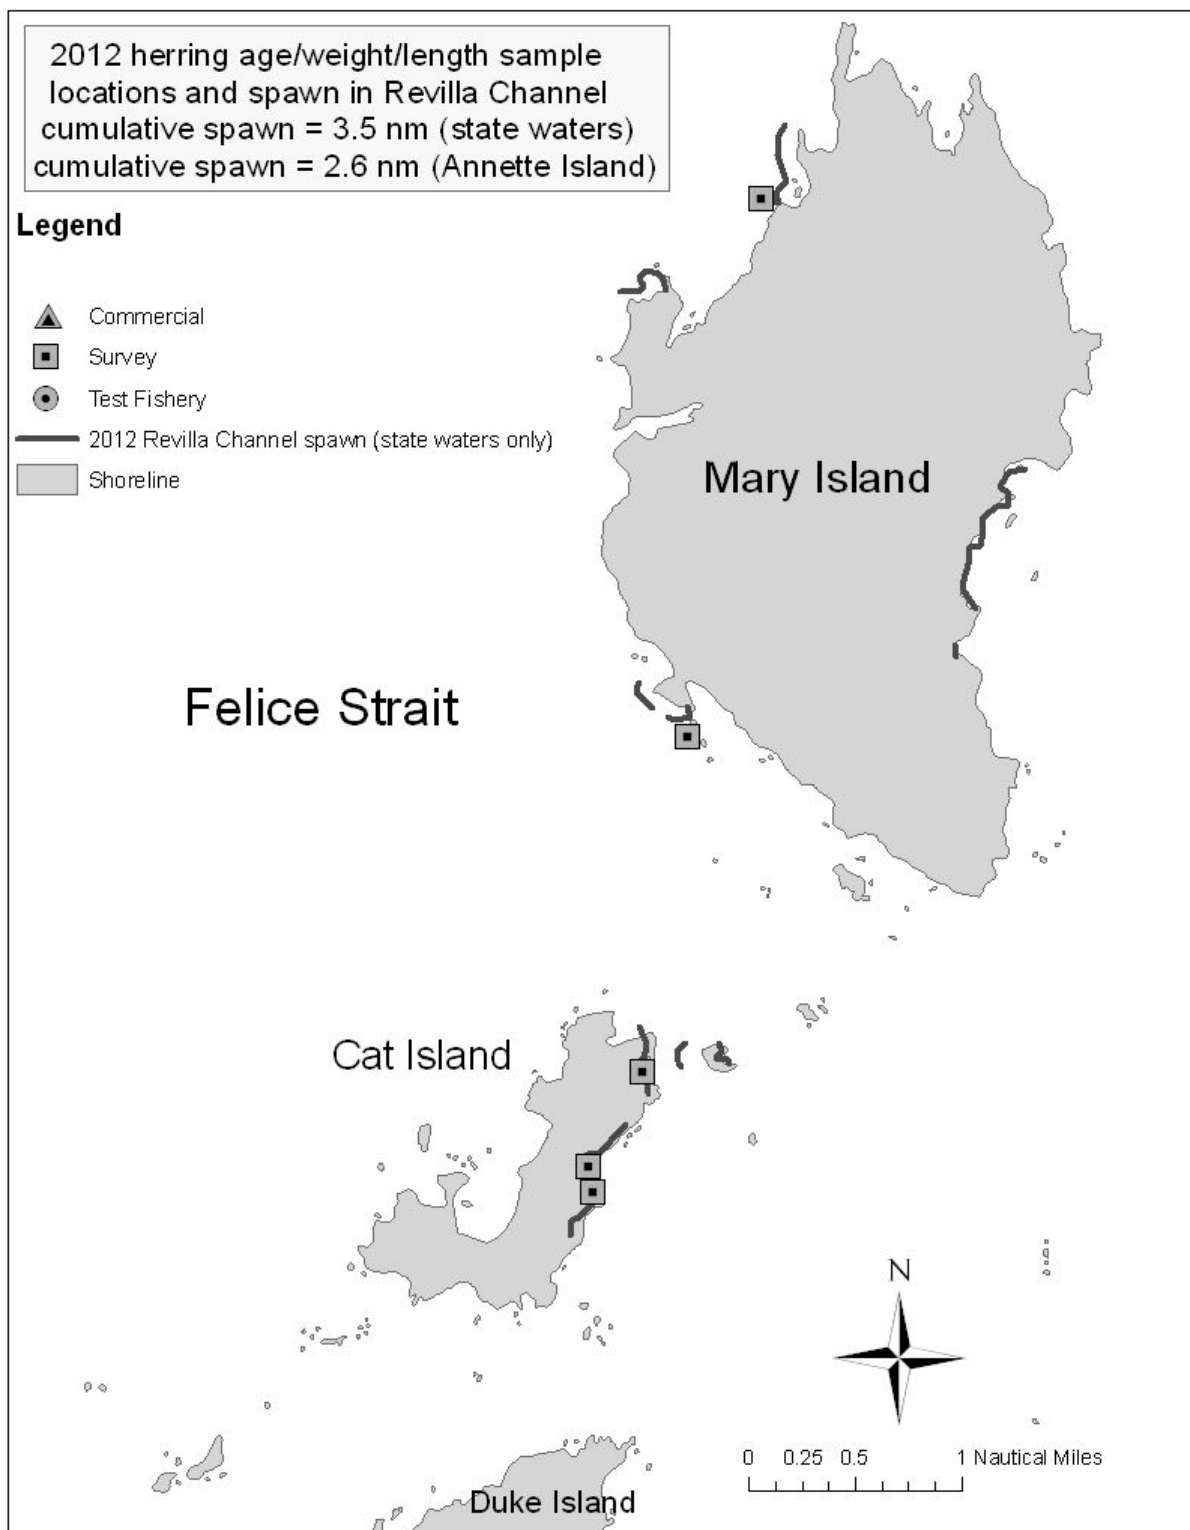 2012 herring age/weight/length sample
locations and spawn in Revilla Channel
cumulative spawn = 3.5 nm (state waters)
cumulative spawn = 2.6 nm (Annette Island)
Legend
Commercial
Survey
Test Fishery
2012 Revilla Channel spawn (state waters only)
Shoreline
Mary Island
Felice Strait
Cat Island
N
0 0.25 0.5 1 Nautical Miles
Duke Island